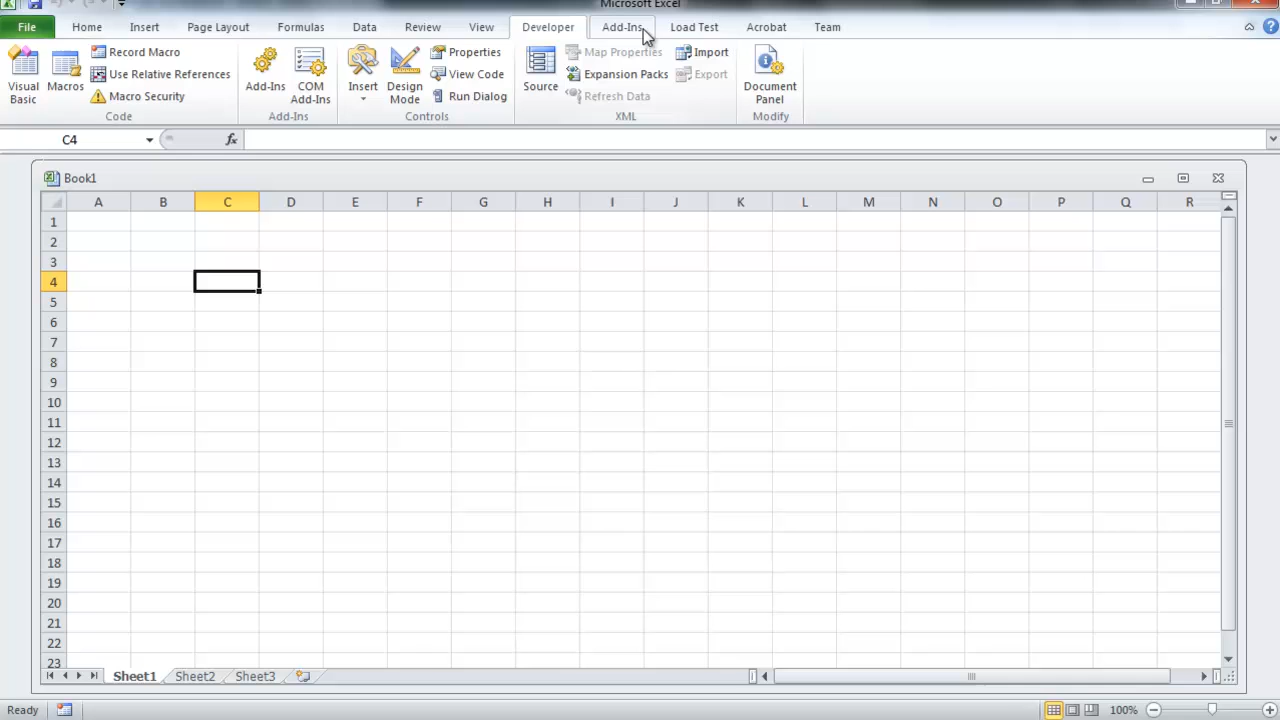 Microsoft Excel
File Home Insert Page Layout Formulas Data Review View Developer Add-Ins Load Test Acrobat Team
Visual Basic
Macros
Record Macro
Use Relative References
Macro Security
Code
Add-Ins
COM Add-Ins
Add-Ins
Insert
Design Mode
Properties
View Code
Run Dialog
Controls
Source
Map Properties
Expansion Packs
Refresh Data
Import
Export
XML
Document Panel
Modify
C4
fx
Book1
A B C D E F G H I J K L M N O P Q R
1
2
3
4
5
6
7
8
9
10
11
12
13
14
15
16
17
18
19
20
21
22
23
Sheet1 Sheet2 Sheet3
Ready 100%